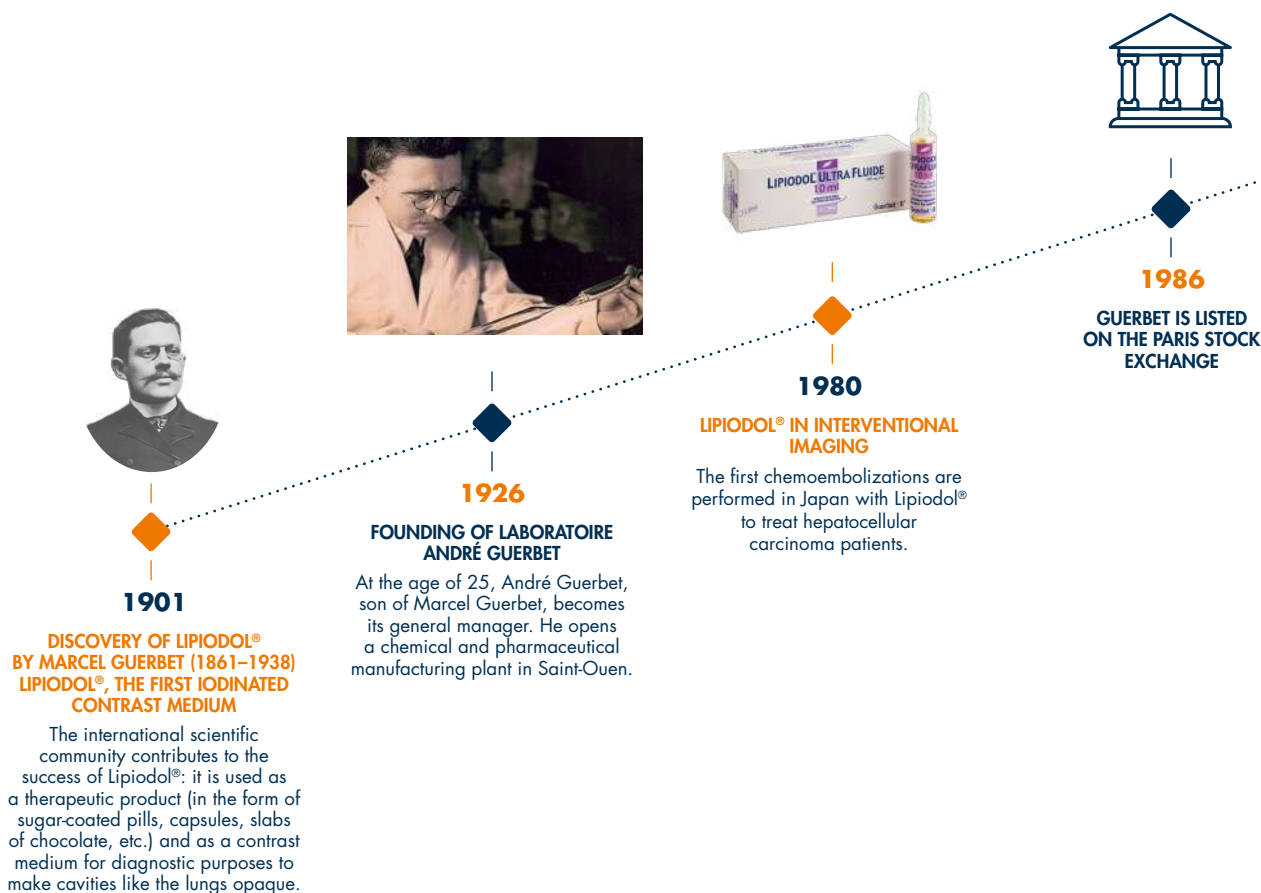 1901
DISCOVERY OF LIPIODOL®
BY MARCEL GUERBET (1861–1938)
LIPIODOL®, THE FIRST IODINATED
CONTRAST MEDIUM
The international scientific
community contributes to the
success of Lipiodol®: it is used as
a therapeutic product (in the form of
sugar-coated pills, capsules, slabs
of chocolate, etc.) and as a contrast
medium for diagnostic purposes to
make cavities like the lungs opaque.
1926
FOUNDING OF LABORATOIRE
ANDRÉ GUERBET
At the age of 25, André Guerbet,
son of Marcel Guerbet, becomes
its general manager. He opens
a chemical and pharmaceutical
manufacturing plant in Saint-Ouen.
LIPIODOL ULTRA FLUIDE
10 ml
Guerbet
1980
LIPIODOL® IN INTERVENTIONAL
IMAGING
The first chemoembolizations are
performed in Japan with Lipiodol®
to treat hepatocellular
carcinoma patients.
1986
GUERBET IS LISTED
ON THE PARIS STOCK
EXCHANGE